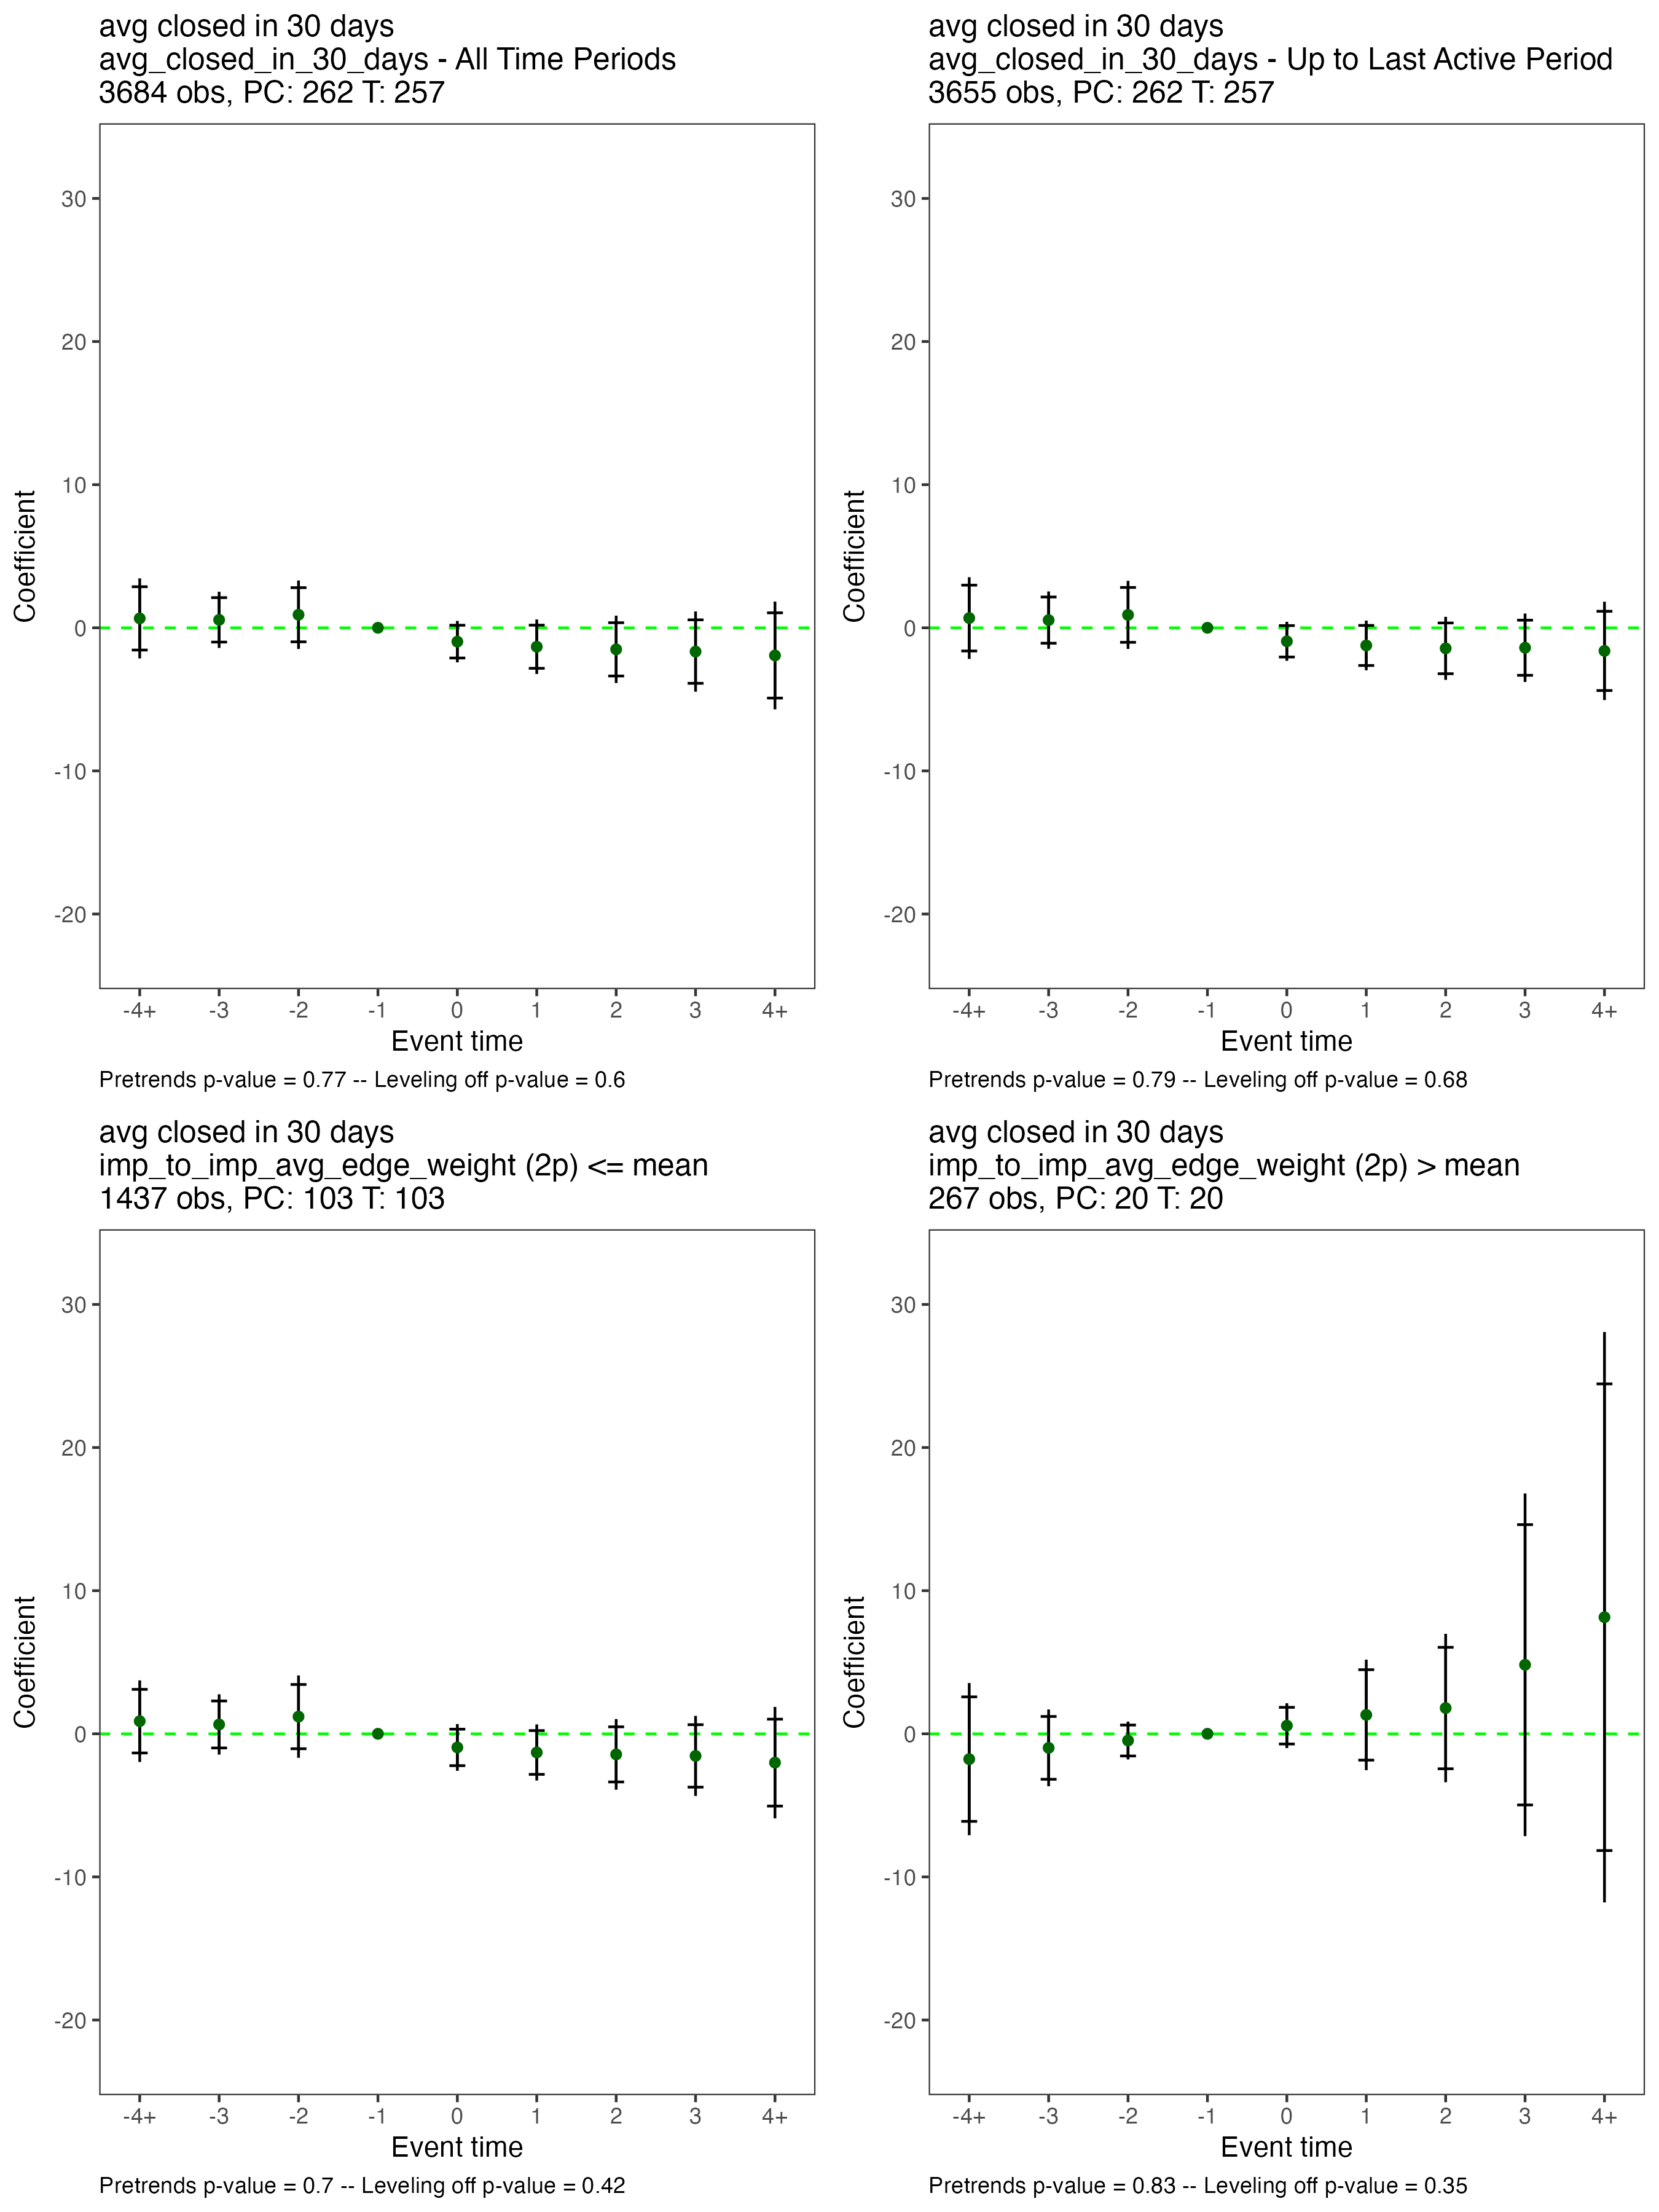 avg closed in 30 days
avg_closed_in_30_days - All Time Periods
3684 obs, PC: 262 T: 257
Coefficient
30
20
10
0
-10
-20
-4+ -3 -2 -1 0 1 2 3 4+
Event time
Pretrends p-value = 0.77 -- Leveling off p-value = 0.6
avg closed in 30 days
avg_closed_in_30_days - Up to Last Active Period
3655 obs, PC: 262 T: 257
Coefficient
30
20
10
0
-10
-20
-4+ -3 -2 -1 0 1 2 3 4+
Event time
Pretrends p-value = 0.79 -- Leveling off p-value = 0.68
avg closed in 30 days
imp_to_imp_avg_edge_weight (2p) <= mean
1437 obs, PC: 103 T: 103
Coefficient
30
20
10
0
-10
-20
-4+ -3 -2 -1 0 1 2 3 4+
Event time
Pretrends p-value = 0.7 -- Leveling off p-value = 0.42
avg closed in 30 days
imp_to_imp_avg_edge_weight (2p) > mean
267 obs, PC: 20 T: 20
Coefficient
30
20
10
0
-10
-20
-4+ -3 -2 -1 0 1 2 3 4+
Event time
Pretrends p-value = 0.83 -- Leveling off p-value = 0.35